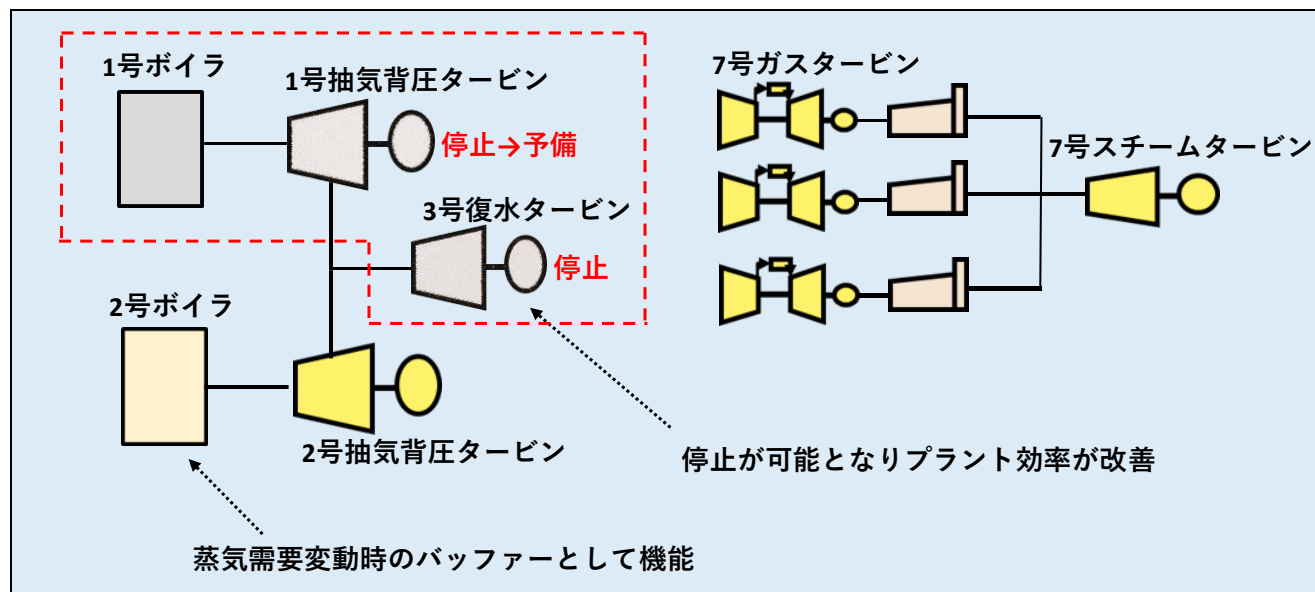 1号ボイラ
1号抽気背圧タービン
停止→予備
3号復水タービン
停止
2号ボイラ
2号抽気背圧タービン
蒸気需要変動時のバッファーとして機能
停止が可能となりプラント効率が改善
7号ガスタービン
7号スチームタービン